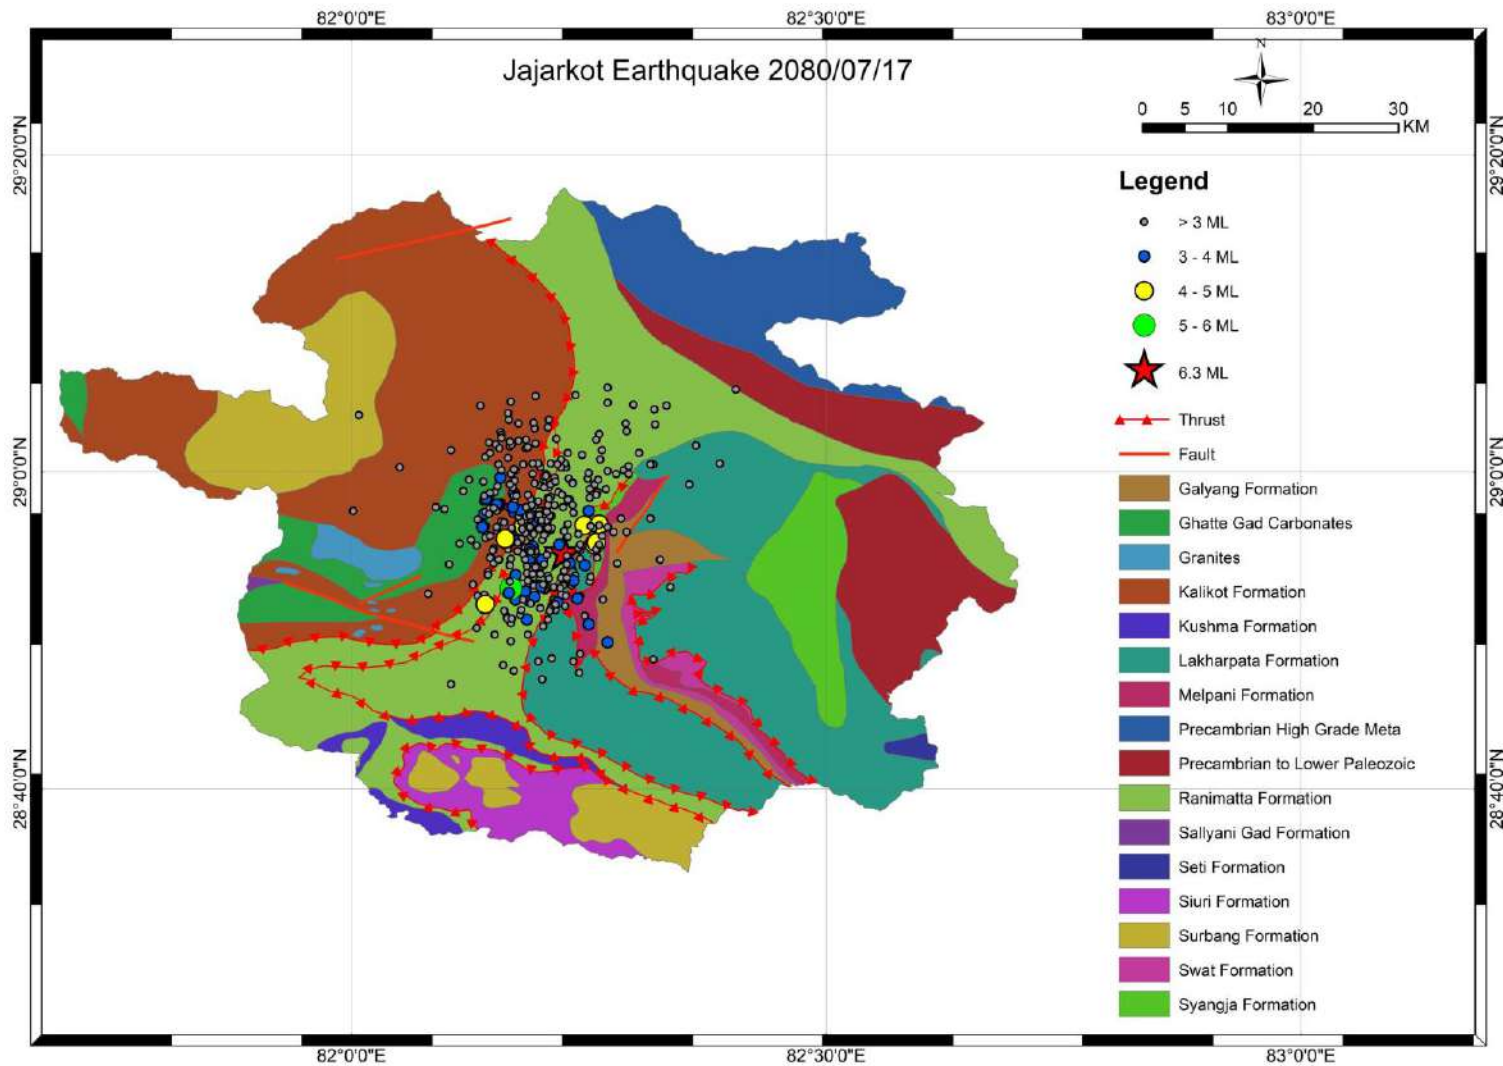 82°0'0"E
82°30'0"E
83°0'0"E
Jajarkot Earthquake 2080/07/17
N
0 5 10 20 30
KM
29°20'0"N
29°20'0"N
Legend
> 3 ML
3 - 4 ML
4 - 5 ML
5 - 6 ML
6.3 ML
Thrust
Fault
29°0'0"N
29°0'0"N
Galyang Formation
Ghatte Gad Carbonates
Granites
Kalikot Formation
Kushma Formation
Lakharpata Formation
Melpani Formation
Precambrian High Grade Meta
Precambrian to Lower Paleozoic
28°40'0"N
28°40'0"N
Ranimatta Formation
Sallyani Gad Formation
Seti Formation
Siuri Formation
Surbang Formation
Swat Formation
Syangja Formation
82°0'0"E
82°30'0"E
83°0'0"E